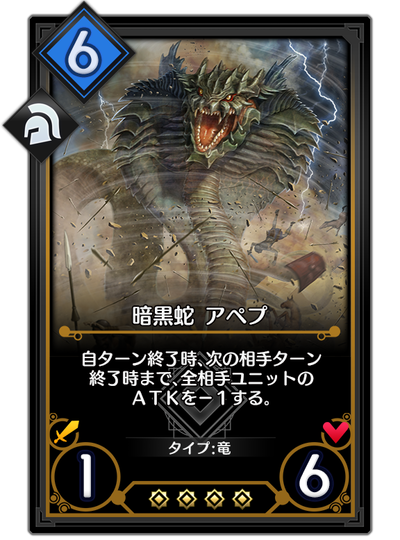 6
暗黒蛇 アペプ
自ターン終了時、次の相手ターン
終了時まで、全相手ユニットの
ATKを-1する。
タイプ:竜
1
6